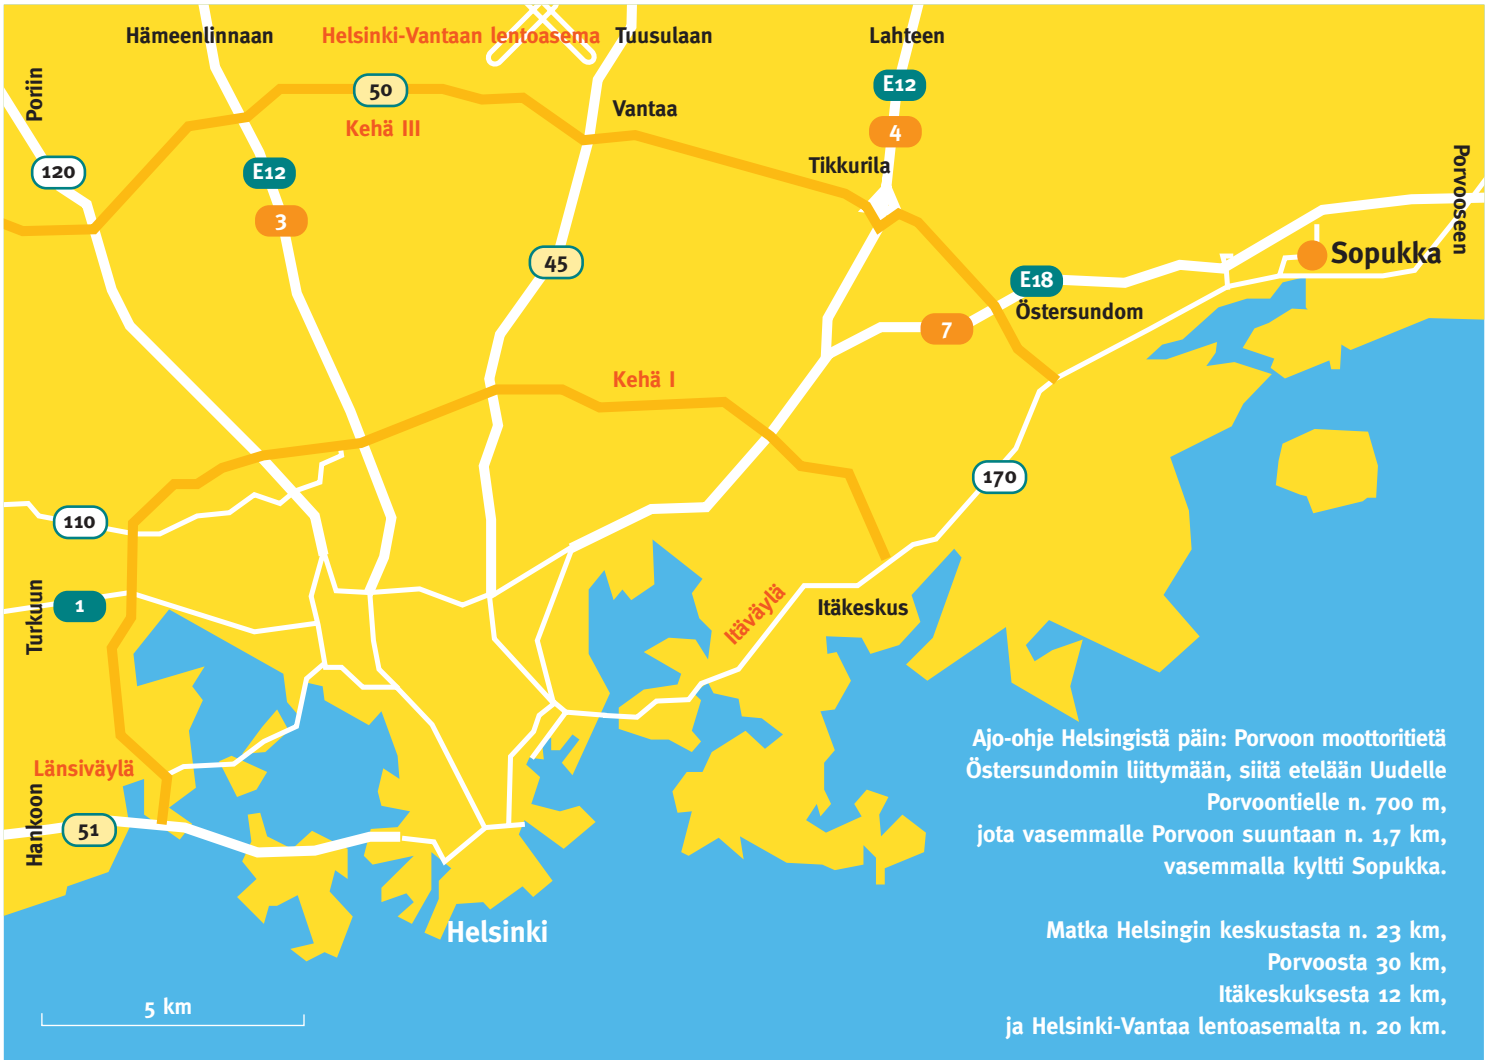 Hämeenlinnaan
Helsinki-Vantaan lentoasema
Tuusulaan
Lahteen
Poriin
50
E12
Vantaa
Kehä III
4
Tikkurila
Porvooseen
120
E12
3
45
Sopukka
E18
Östersundom
7
Kehä I
170
110
Turkuun
1
Itäväylä
Itäkeskus
Länsiväylä
Hankoon
51
Helsinki
5 km
Ajo-ohje Helsingistä päin: Porvoon moottoritietä
Östersundomin liittymään, siitä etelään Uudelle
Porvoontielle n. 700 m,
jota vasemmalle Porvoon suuntaan n. 1,7 km,
vasemmalla kyltti Sopukka.
Matka Helsingin keskustasta n. 23 km,
Porvoosta 30 km,
Itäkeskuksesta 12 km,
ja Helsinki-Vantaa lentoasemalta n. 20 km.